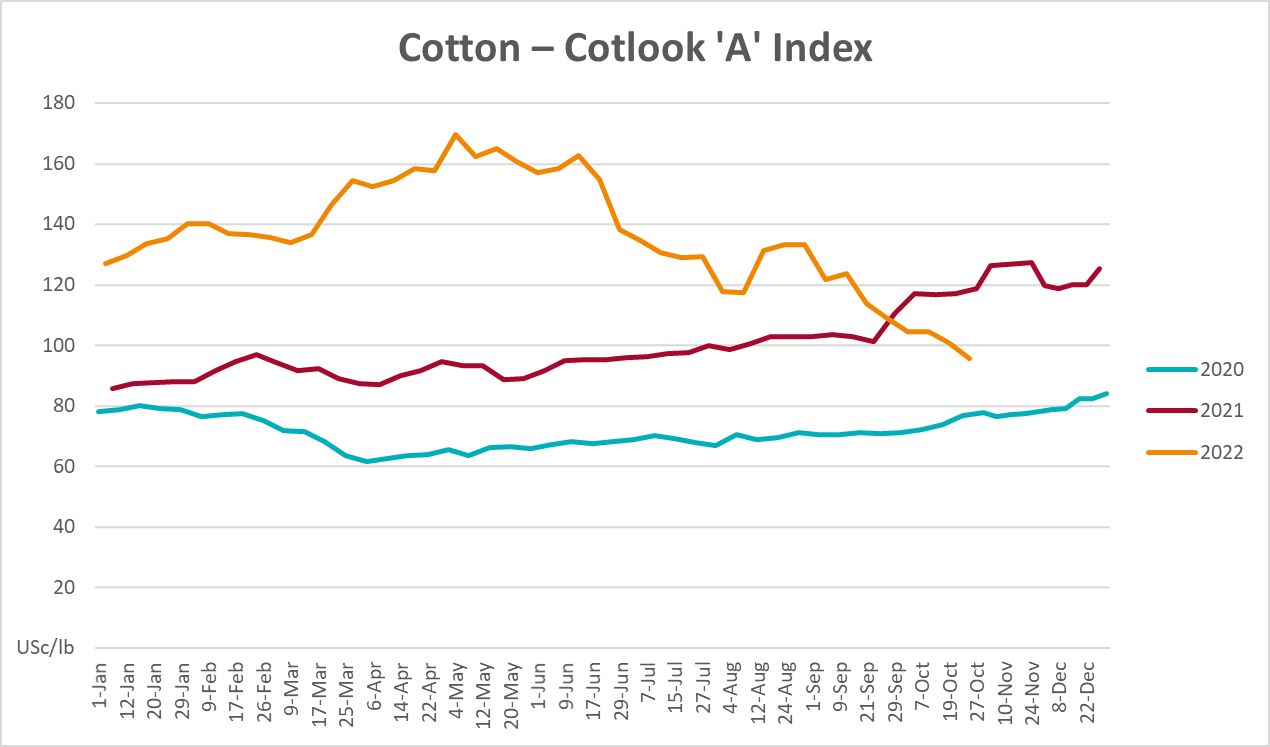 Cotton – Cotlook 'A' Index
180
160
140
120
100
80
60
40
20
USc/lb
1-Jan
12-Jan
20-Jan
29-Jan
9-Feb
17-Feb
26-Feb
9-Mar
17-Mar
25-Mar
6-Apr
14-Apr
22-Apr
4-May
12-May
20-May
1-Jun
9-Jun
17-Jun
29-Jun
7-Jul
15-Jul
27-Jul
4-Aug
12-Aug
24-Aug
1-Sep
9-Sep
21-Sep
29-Sep
7-Oct
19-Oct
27-Oct
10-Nov
24-Nov
8-Dec
22-Dec
2020
2021
2022